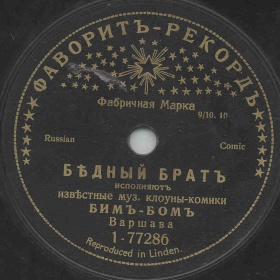 ФАВОРИТЪ-РЕКОРДЪ
Фабричная Марка
9/10. 10
Russian
Comic
БѢДНЫЙ БРАТЪ
исполняютъ
извѣстные муз. клоуны-комики
БИМЪ-БОМЪ
Варшава
1-77286
Reproduced in Linden.